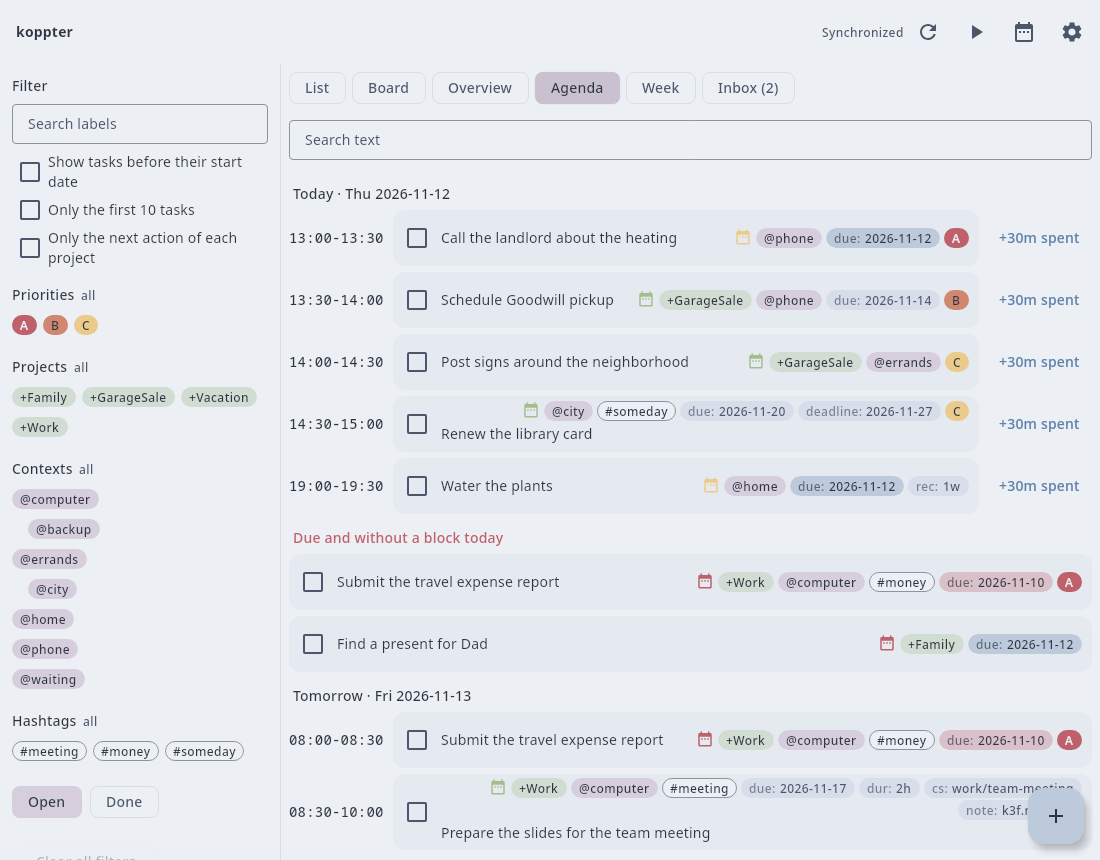 koppter
Synchronized
Filter
Search labels
Show tasks before their start
date
Only the first 10 tasks
Only the next action of each
project
Priorities all
A B C
Projects all
+Family +GarageSale +Vacation
+Work
Contexts all
@computer
@backup
@errands
@city
@home
@phone
@waiting
Hashtags all
#meeting #money #someday
Open Done
Clear all filters
List Board Overview Agenda Week Inbox (2)
Search text
Today · Thu 2026-11-12
13:00-13:30 Call the landlord about the heating @phone due: 2026-11-12 A +30m spent
13:30-14:00 Schedule Goodwill pickup +GarageSale @phone due: 2026-11-14 B +30m spent
14:00-14:30 Post signs around the neighborhood +GarageSale @errands C +30m spent
@city #someday due: 2026-11-20 deadline: 2026-11-27 C
14:30-15:00 Renew the library card +30m spent
19:00-19:30 Water the plants @home due: 2026-11-12 rec: 1w +30m spent
Due and without a block today
Submit the travel expense report +Work @computer #money due: 2026-11-10 A
Find a present for Dad +Family due: 2026-11-12
Tomorrow · Fri 2026-11-13
08:00-08:30 Submit the travel expense report +Work @computer #money due: 2026-11-10 A
+Work @computer #meeting due: 2026-11-17 dur: 2h cs: work/team-meeting
08:30-10:00 note: k3f.
Prepare the slides for the team meeting